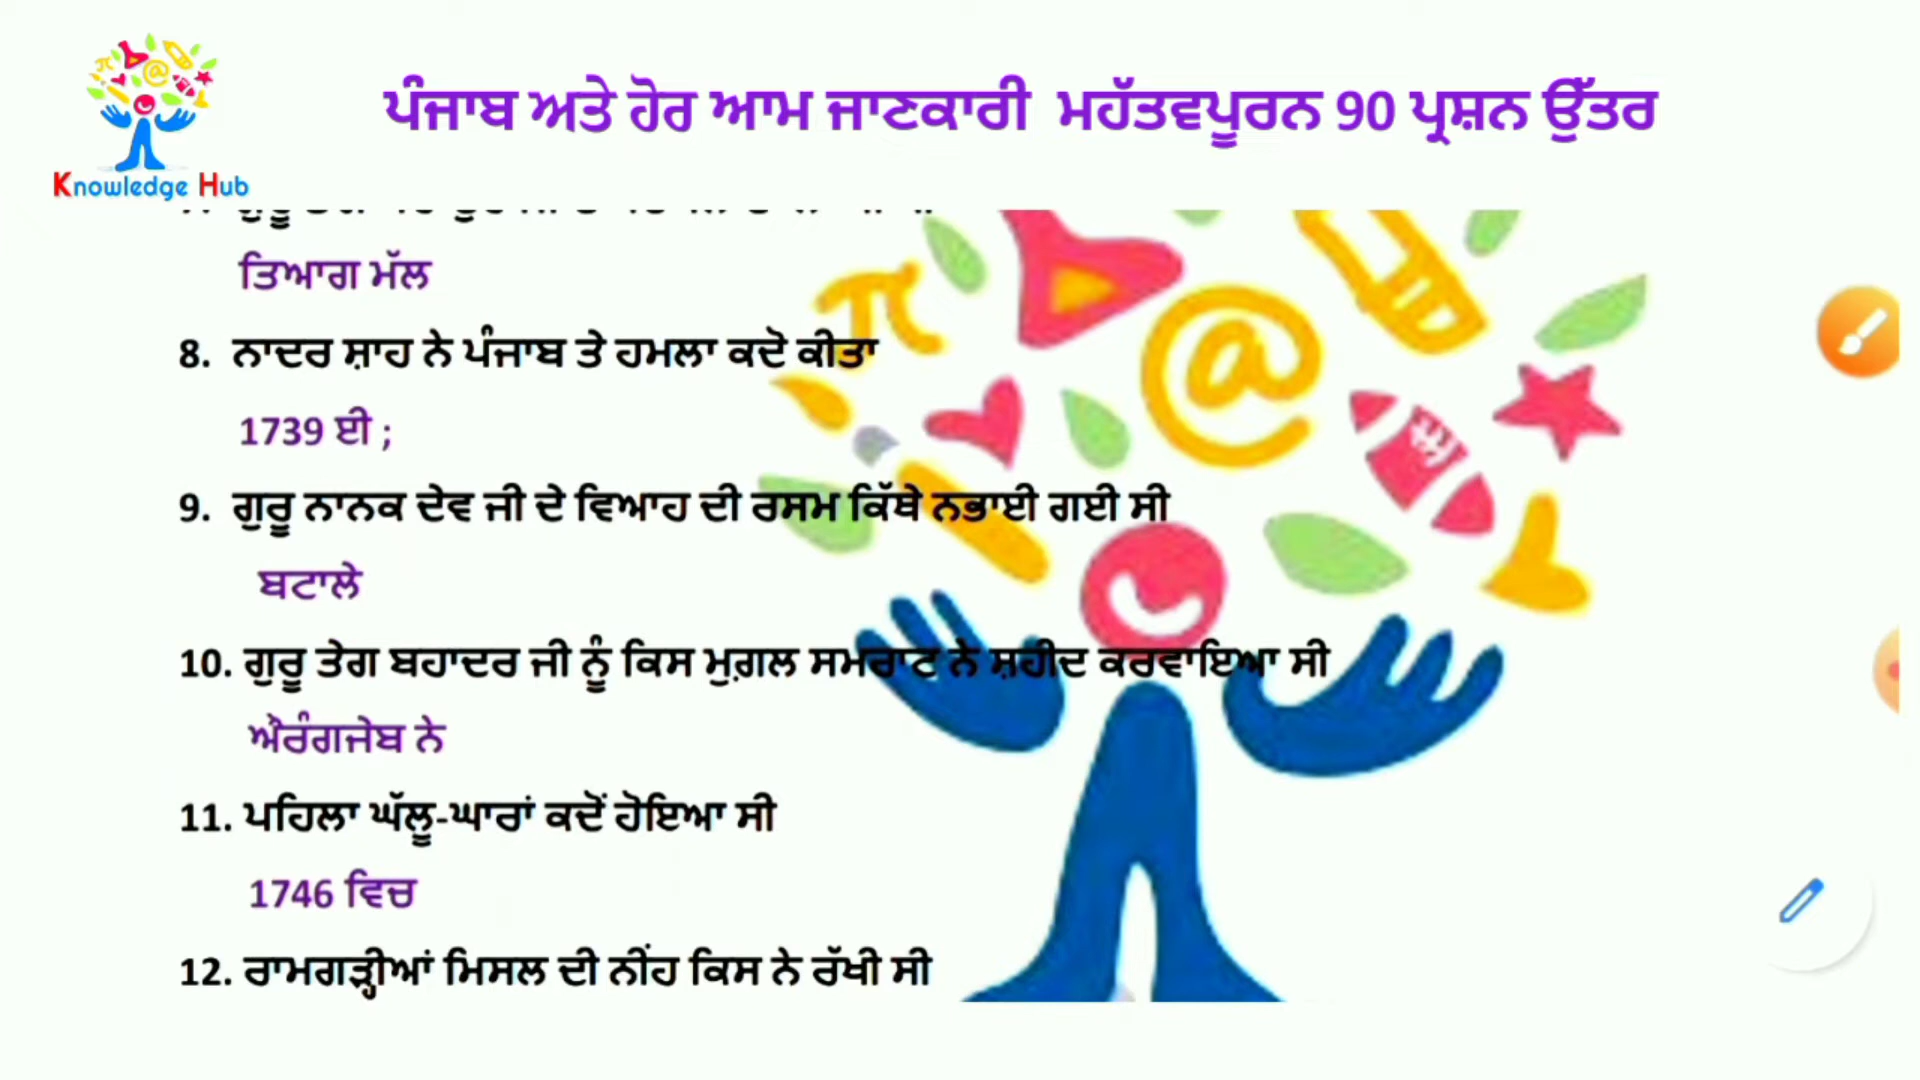 ਪੰਜਾਬ ਅਤੇ ਹੋਰ ਆਮ ਜਾਣਕਾਰੀ ਮਹੱਤਵਪੂਰਨ 90 ਪ੍ਰਸ਼ਨ ਉੱਤਰ
Knowledge Hub
ਤਿਆਗ ਮੱਲ
8. ਨਾਦਰ ਸ਼ਾਹ ਨੇ ਪੰਜਾਬ ਤੇ ਹਮਲਾ ਕਦੋ ਕੀਤਾ
1739 ਈ ;
9. ਗੁਰੂ ਨਾਨਕ ਦੇਵ ਜੀ ਦੇ ਵਿਆਹ ਦੀ ਰਸਮ ਕਿੱਥੇ ਨਭਾਈ ਗਈ ਸੀ
ਬਟਾਲੇ
10. ਗੁਰੂ ਤੇਗ ਬਹਾਦਰ ਜੀ ਨੂੰ ਕਿਸ ਮੁਗ਼ਲ ਸਮਰਾਟ ਨੇ ਸ਼ਹੀਦ ਕਰਵਾਇਆ ਸੀ
ਔਰੰਗਜੇਬ ਨੇ
11. ਪਹਿਲਾ ਘੱਲੂ-ਘਾਰਾਂ ਕਦੋਂ ਹੋਇਆ ਸੀ
1746 ਵਿਚ
12. ਰਾਮਗੜ੍ਹੀਆਂ ਮਿਸਲ ਦੀ ਨੀਂਹ ਕਿਸ ਨੇ ਰੱਖੀ ਸੀ